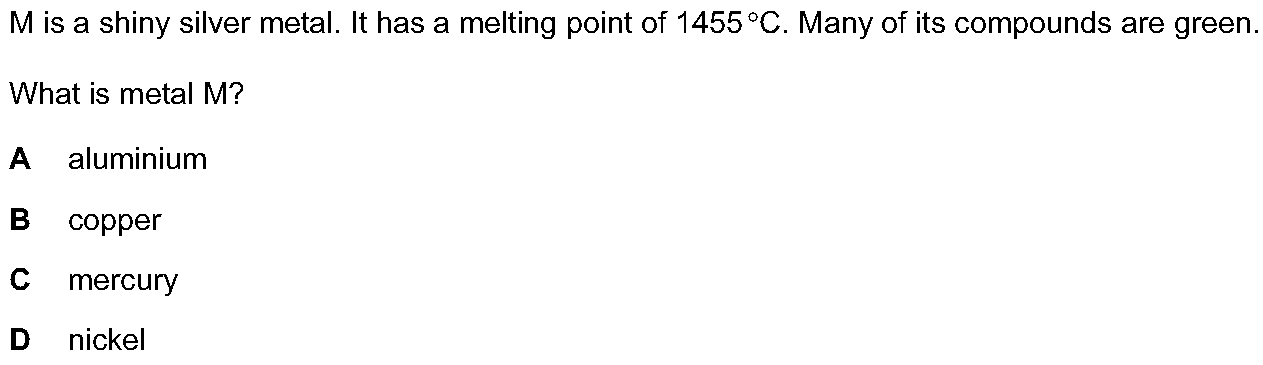 M is a shiny silver metal. It has a melting point of 1455 °C. Many of its compounds are green.
What is metal M?
A aluminium
B copper
C mercury
D nickel